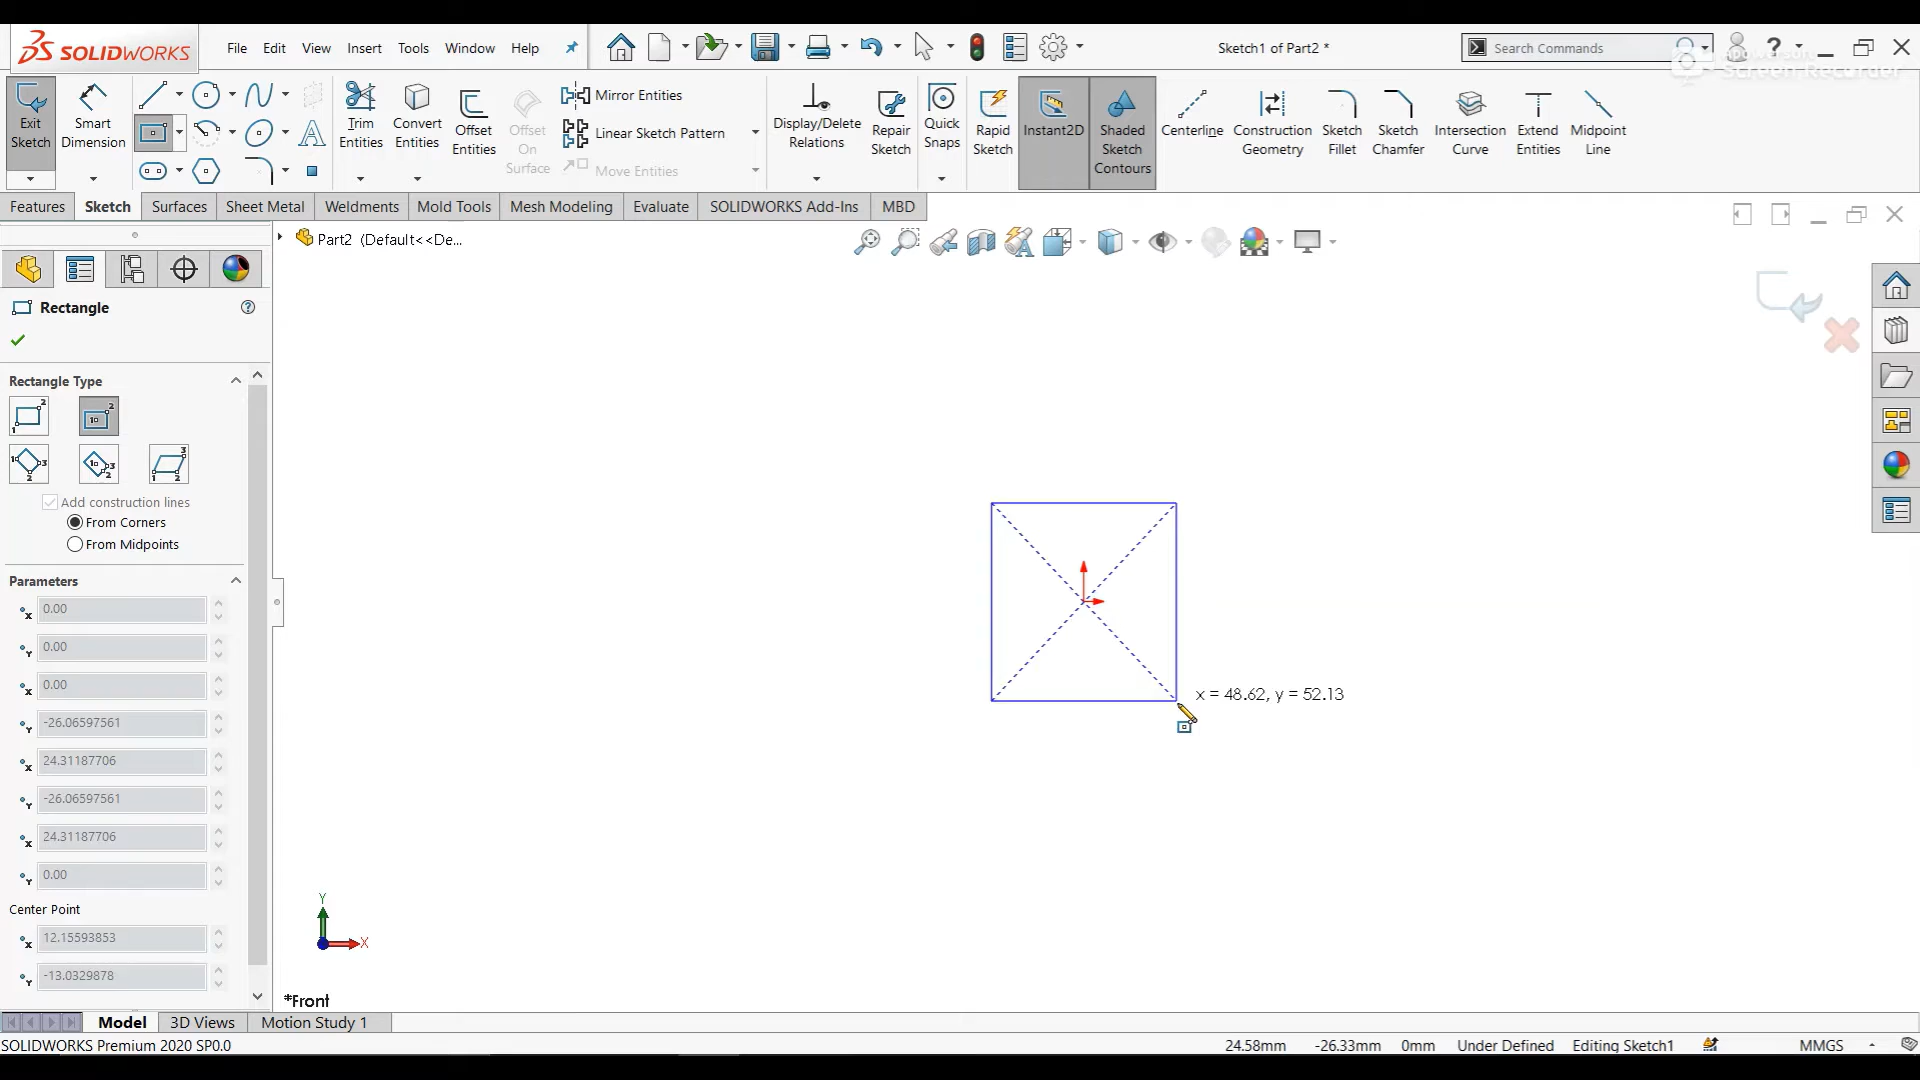 SOLIDWORKS
File Edit View Insert Tools Window Help
Sketch1 of Part2 *
Search Commands
Screen Recorder
Exit Sketch
Smart Dimension
Trim Entities
Convert Entities
Offset Entities
Offset On Surface
Mirror Entities
Linear Sketch Pattern
Move Entities
Display/Delete Relations
Repair Sketch
Quick Snaps
Rapid Sketch
Instant2D
Shaded Sketch Contours
Centerline
Construction Geometry
Sketch Fillet
Sketch Chamfer
Intersection Curve
Extend Entities
Midpoint Line
Features Sketch Surfaces Sheet Metal Weldments Mold Tools Mesh Modeling Evaluate SOLIDWORKS Add-Ins MBD
Part2 (Default<<De...
Rectangle
Rectangle Type
Add construction lines
From Corners
From Midpoints
Parameters
0.00
0.00
0.00
-26.06597561
24.31187706
-26.06597561
24.31187706
0.00
Center Point
12.15593853
-13.0329878
x = 48.62, y = 52.13
Y
X
*Front
Model 3D Views Motion Study 1
SOLIDWORKS Premium 2020 SP0.0
24.58mm -26.33mm 0mm Under Defined Editing Sketch1 MMGS